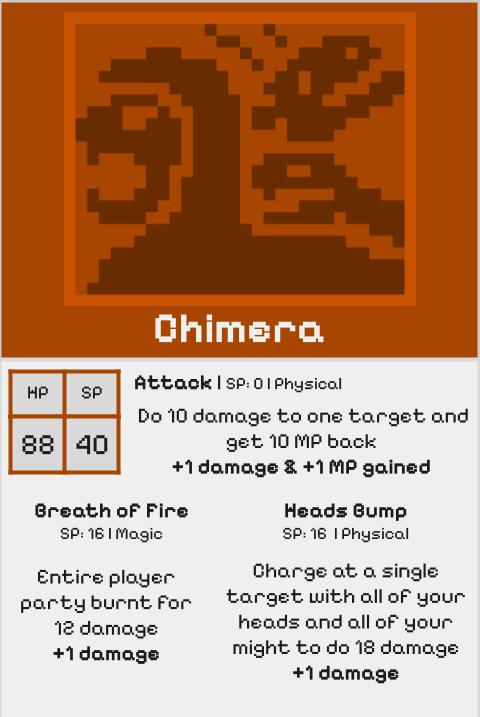 Chimera
HP
SP
88
40
Attack | SP: 0 | Physical
Do 10 damage to one target and
get 10 MP back
+1 damage & +1 MP gained
Breath of Fire
SP: 16 | Magic
Entire player
party burnt for
12 damage
+1 damage
Heads Bump
SP: 16 | Physical
Charge at a single
target with all of your
heads and all of your
might to do 18 damage
+1 damage